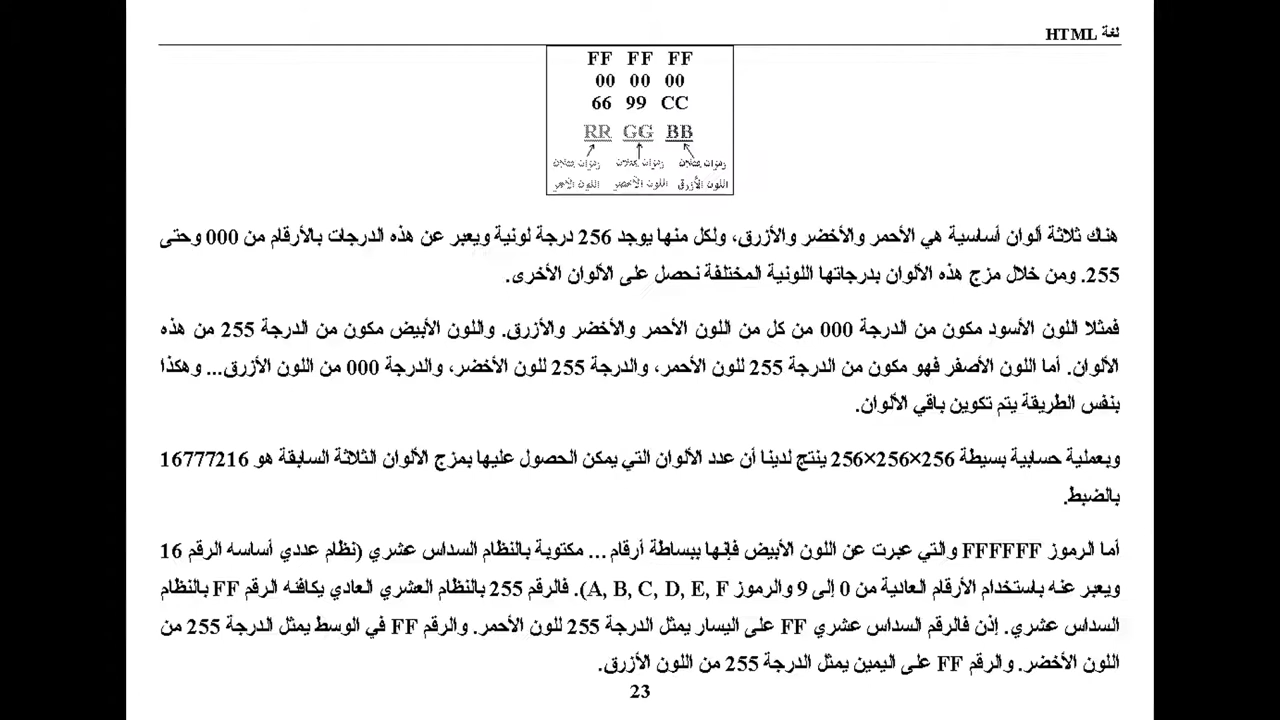 لغة HTML
FF FF FF
00 00 00
66 99 CC
RR GG BB
رمزان يمثلان رمزان يمثلان رمزان يمثلان
اللون الأحمر اللون الأخضر اللون الأزرق
هناك ثلاثة ألوان أساسية هي الأحمر والأخضر والأزرق، ولكل منها يوجد 256 درجة لونية ويعبر عن هذه الدرجات بالأرقام من 000 وحتى
255. ومن خلال مزج هذه الألوان بدرجاتها اللونية المختلفة نحصل على الألوان الأخرى.
فمثلا اللون الأسود مكون من الدرجة 000 من كل من اللون الأحمر والأخضر والأزرق. واللون الأبيض مكون من الدرجة 255 من هذه
الألوان. أما اللون الأصفر فهو مكون من الدرجة 255 للون الأحمر، والدرجة 255 للون الأخضر، والدرجة 000 من اللون الأزرق... وهكذا
بنفس الطريقة يتم تكوين باقي الألوان.
وبعملية حسابية بسيطة 256×256×256 ينتج لدينا أن عدد الألوان التي يمكن الحصول عليها بمزج الألوان الثلاثة السابقة هو 16777216
بالضبط.
أما الرموز FFFFFF والتي عبرت عن اللون الأبيض فإنها ببساطة أرقام ... مكتوبة بالنظام السداس عشري (نظام عددي أساسه الرقم 16
ويعبر عنه باستخدام الأرقام العادية من 0 إلى 9 والرموز A, B, C, D, E, F). فالرقم 255 بالنظام العشري العادي يكافئه الرقم FF بالنظام
السداس عشري. إذن فالرقم السداس عشري FF على اليسار يمثل الدرجة 255 للون الأحمر. والرقم FF في الوسط يمثل الدرجة 255 من
اللون الأخضر. والرقم FF على اليمين يمثل الدرجة 255 من اللون الأزرق.
23